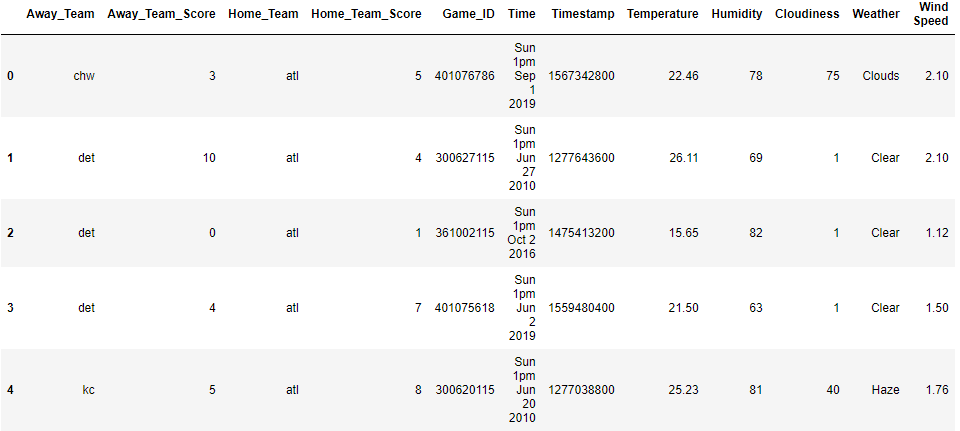 Away_Team Away_Team_Score Home_Team Home_Team_Score Game_ID Time Timestamp Temperature Humidity Cloudiness Weather Wind Speed
0 chw 3 atl 5 401076786 Sun 1pm Sep 1 2019 1567342800 22.46 78 75 Clouds 2.10
1 det 10 atl 4 300627115 Sun 1pm Jun 27 2010 1277643600 26.11 69 1 Clear 2.10
2 det 0 atl 1 361002115 Sun 1pm Oct 2 2016 1475413200 15.65 82 1 Clear 1.12
3 det 4 atl 7 401075618 Sun 1pm Jun 2 2019 1559480400 21.50 63 1 Clear 1.50
4 kc 5 atl 8 300620115 Sun 1pm Jun 20 2010 1277038800 25.23 81 40 Haze 1.76